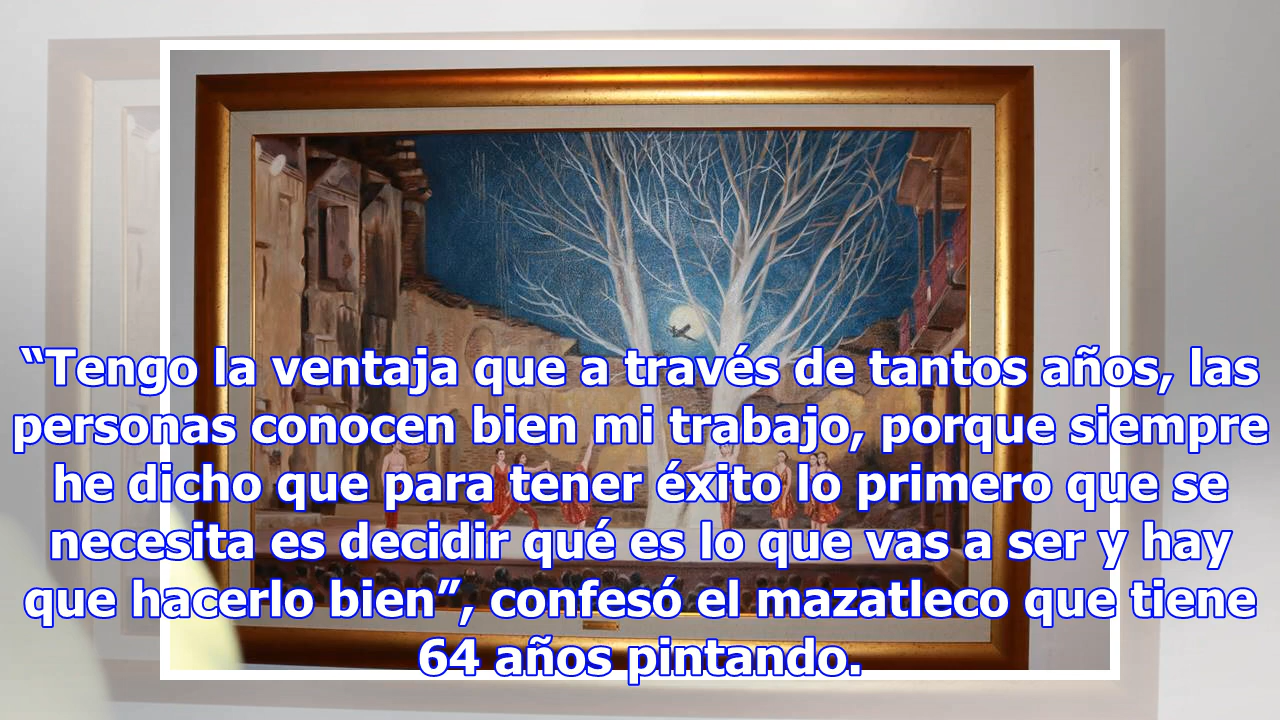 “Tengo la ventaja que a través de tantos años, las
personas conocen bien mi trabajo, porque siempre
he dicho que para tener éxito lo primero que se
necesita es decidir qué es lo que vas a ser y hay
que hacerlo bien”, confesó el mazatleco que tiene
64 años pintando.